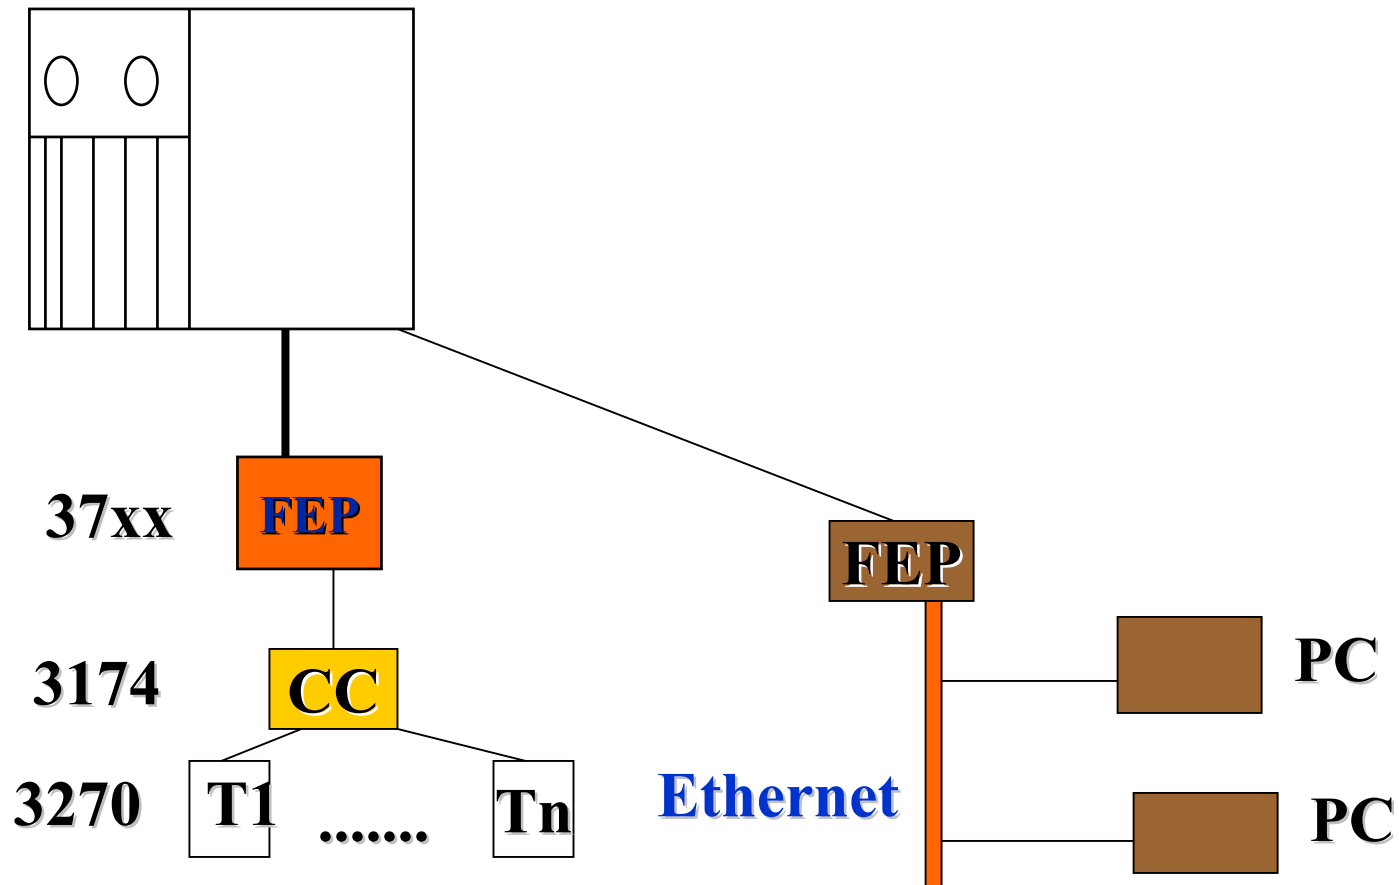 37xx
FEP
FEP
PC
3174
CC
3270
T1
.......
Tn
Ethernet
PC